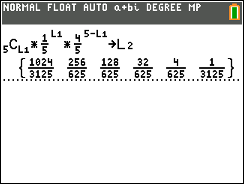 NORMAL FLOAT AUTO a+bi DEGREE MP
₅C_L₁*1/5^L₁*4/5^(5-L₁)→L₂
{1024/3125 256/625 128/625 32/625 4/625 1/3125}